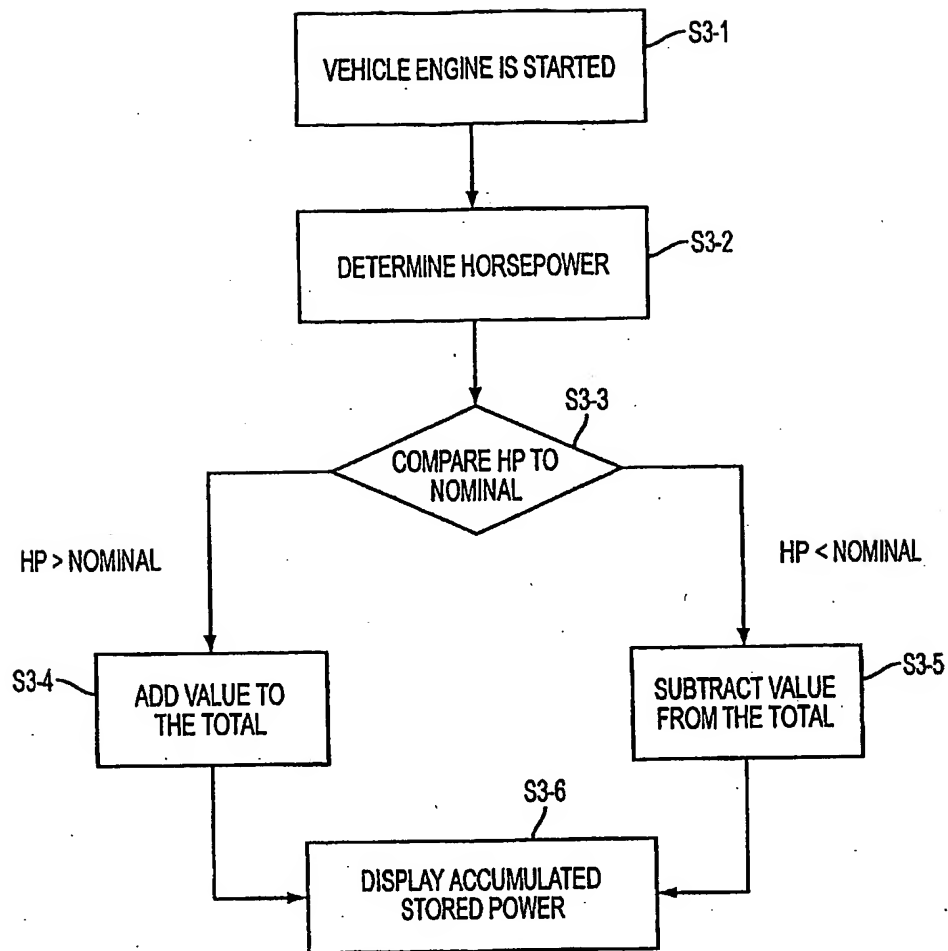 S3-1
VEHICLE ENGINE IS STARTED
S3-2
DETERMINE HORSEPOWER
S3-3
COMPARE HP TO
NOMINAL
HP > NOMINAL
HP < NOMINAL
S3-4
ADD VALUE TO
THE TOTAL
S3-5
SUBTRACT VALUE
FROM THE TOTAL
S3-6
DISPLAY ACCUMULATED
STORED POWER